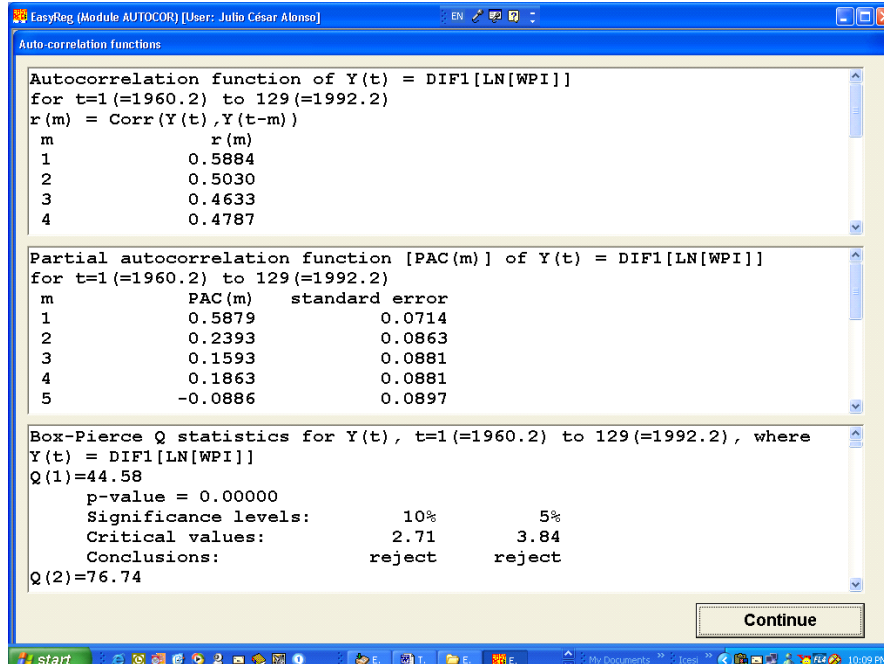 EasyReg (Module AUTOCOR) [User: Julio César Alonso]
EN
Auto-correlation functions
Autocorrelation function of Y(t) = DIF1[LN[WPI]]
for t=1(=1960.2) to 129(=1992.2)
r(m) = Corr(Y(t),Y(t-m))
m r(m)
1 0.5884
2 0.5030
3 0.4633
4 0.4787
Partial autocorrelation function [PAC(m)] of Y(t) = DIF1[LN[WPI]]
for t=1(=1960.2) to 129(=1992.2)
m PAC(m) standard error
1 0.5879 0.0714
2 0.2393 0.0863
3 0.1593 0.0881
4 0.1863 0.0881
5 -0.0886 0.0897
Box-Pierce Q statistics for Y(t), t=1(=1960.2) to 129(=1992.2), where
Y(t) = DIF1[LN[WPI]]
Q(1)=44.58
p-value = 0.00000
Significance levels: 10% 5%
Critical values: 2.71 3.84
Conclusions: reject reject
Q(2)=76.74
Continue
start E. T. E. E. My Documents » Icesi » 10:09 PM